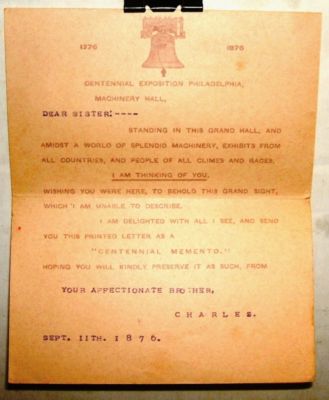 1776 1876
CENTENNIAL EXPOSITION PHILADELPHIA,
MACHINERY HALL,
DEAR SISTER:----
STANDING IN THIS GRAND HALL, AND
AMIDST A WORLD OF SPLENDID MACHINERY, EXHIBITS FROM
ALL COUNTRIES, AND PEOPLE OF ALL CLIMES AND RACES,
I AM THINKING OF YOU,
WISHING YOU WERE HERE, TO BEHOLD THIS GRAND SIGHT,
WHICH I AM UNABLE TO DESCRIBE.
I AM DELIGHTED WITH ALL I SEE, AND SEND
YOU THIS PRINTED LETTER AS A
"CENTENNIAL MEMENTO."
HOPING YOU WILL KINDLY PRESERVE IT AS SUCH, FROM
YOUR AFFECTIONATE BROTHER,
CHARLES.
SEPT. 11TH. 1876.